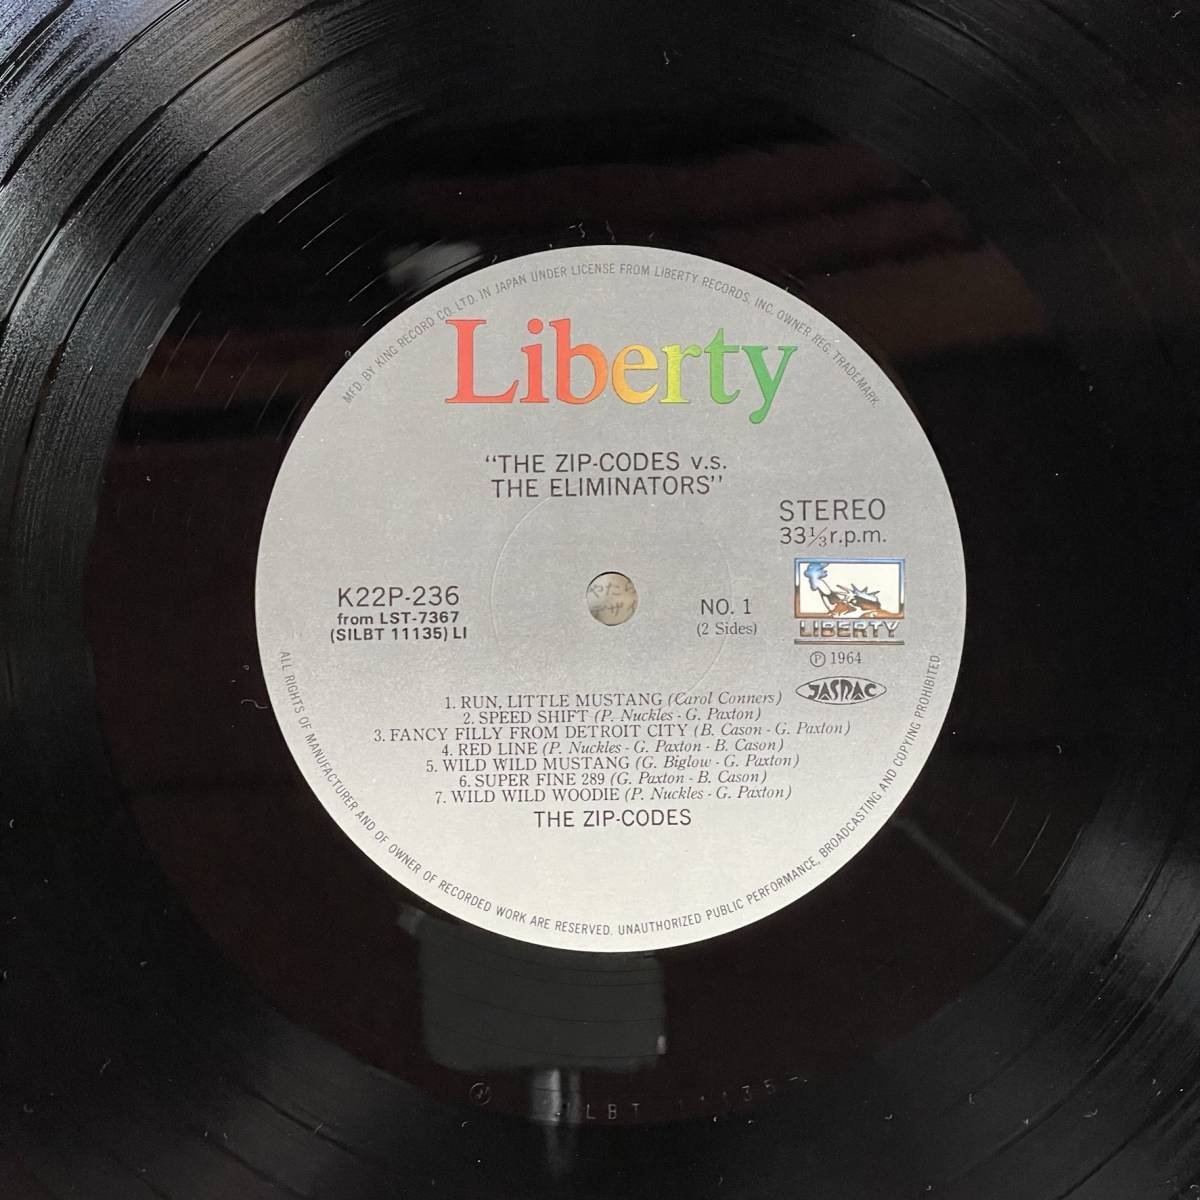 MFD. BY KING RECORD CO. LTD. IN JAPAN UNDER LICENSE FROM LIBERTY RECORDS, INC. OWNER REG. TRADEMARK.
Liberty
"THE ZIP-CODES v.s.
THE ELIMINATORS"
STEREO
33⅓r.p.m.
K22P-236
from LST-7367
(SILBT 11135) LI
NO. 1
(2 Sides)
LIBERTY
Ⓟ 1964
JASRAC
1. RUN, LITTLE MUSTANG (Carol Conners)
2. SPEED SHIFT (P. Nuckles - G. Paxton)
3. FANCY FILLY FROM DETROIT CITY (B. Cason - G. Paxton)
4. RED LINE (P. Nuckles - G. Paxton - B. Cason)
5. WILD WILD MUSTANG (G. Biglow - G. Paxton)
6. SUPER FINE 289 (G. Paxton - B. Cason)
7. WILD WILD WOODIE (P. Nuckles - G. Paxton)
THE ZIP-CODES
ALL RIGHTS OF MANUFACTURER AND OF OWNER OF RECORDED WORK ARE RESERVED. UNAUTHORIZED PUBLIC PERFORMANCE, BROADCASTING AND COPYING PROHIBITED.
LBT 11135